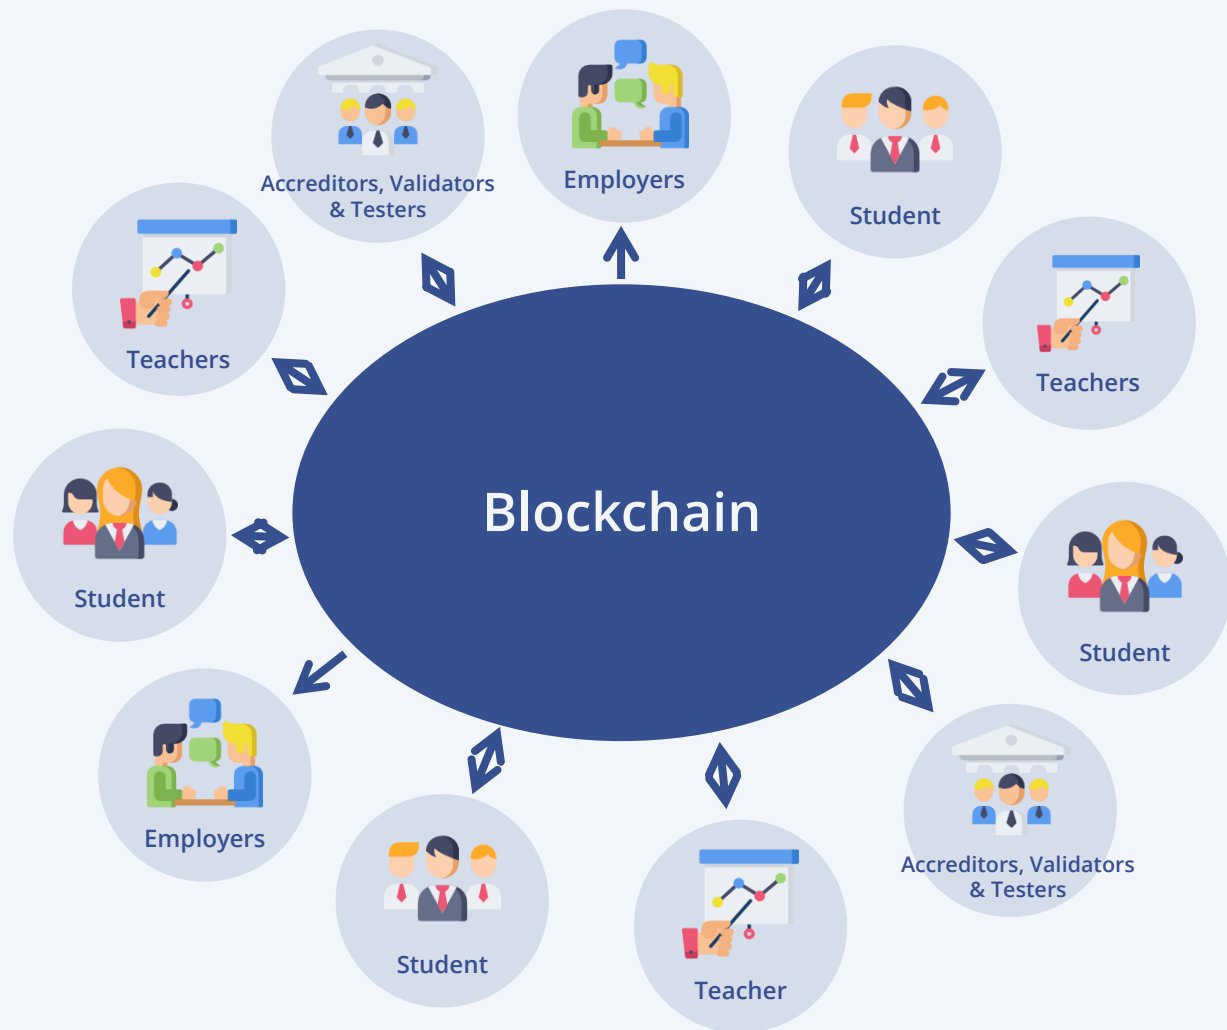 Employers
Accreditors, Validators
& Testers
Student
Teachers
Teachers
Blockchain
Student
Student
Employers
Accreditors, Validators
& Testers
Student
Teacher